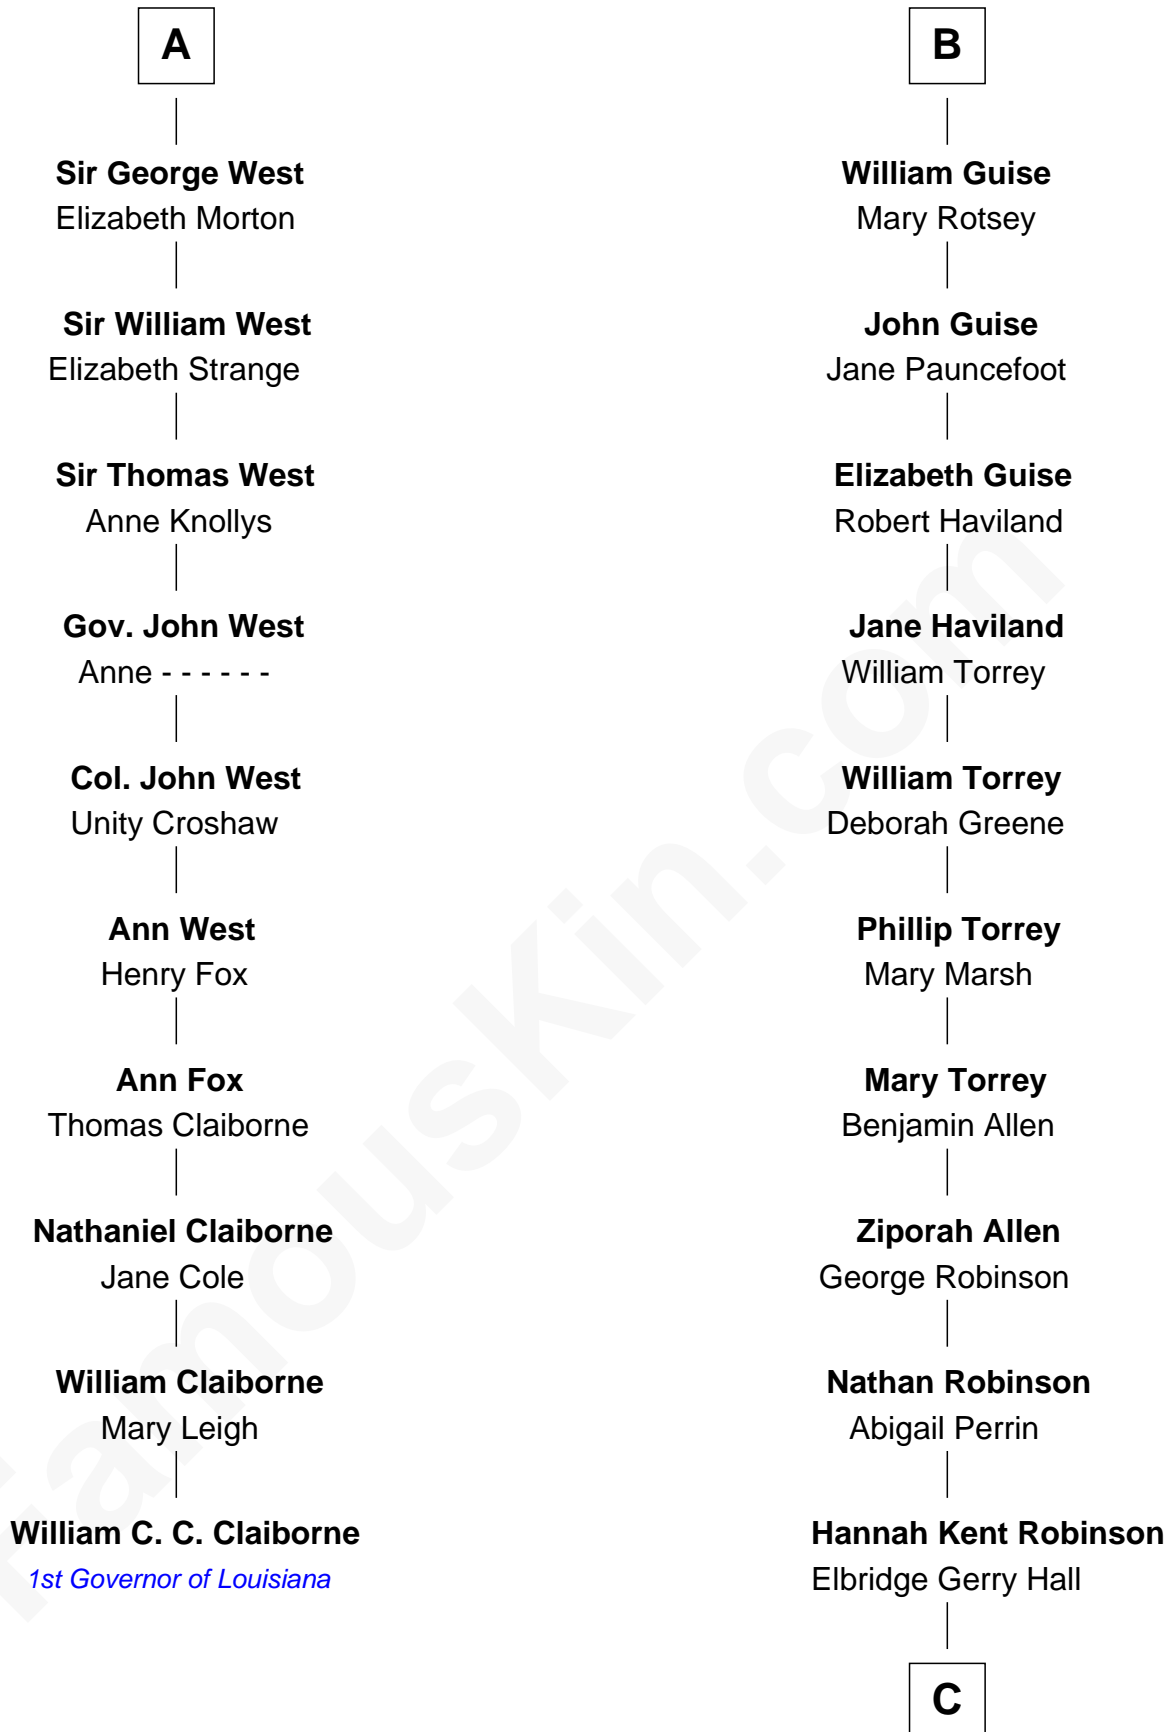 A
Sir George West
Elizabeth Morton
Sir William West
Elizabeth Strange
Sir Thomas West
Anne Knollys
Gov. John West
Anne - - - - - -
Col. John West
Unity Croshaw
Ann West
Henry Fox
Ann Fox
Thomas Claiborne
Nathaniel Claiborne
Jane Cole
William Claiborne
Mary Leigh
William C. C. Claiborne
1st Governor of Louisiana
B
William Guise
Mary Rotsey
John Guise
Jane Pauncefoot
Elizabeth Guise
Robert Haviland
Jane Haviland
William Torrey
William Torrey
Deborah Greene
Phillip Torrey
Mary Marsh
Mary Torrey
Benjamin Allen
Ziporah Allen
George Robinson
Nathan Robinson
Abigail Perrin
Hannah Kent Robinson
Elbridge Gerry Hall
C
FamousKin.com